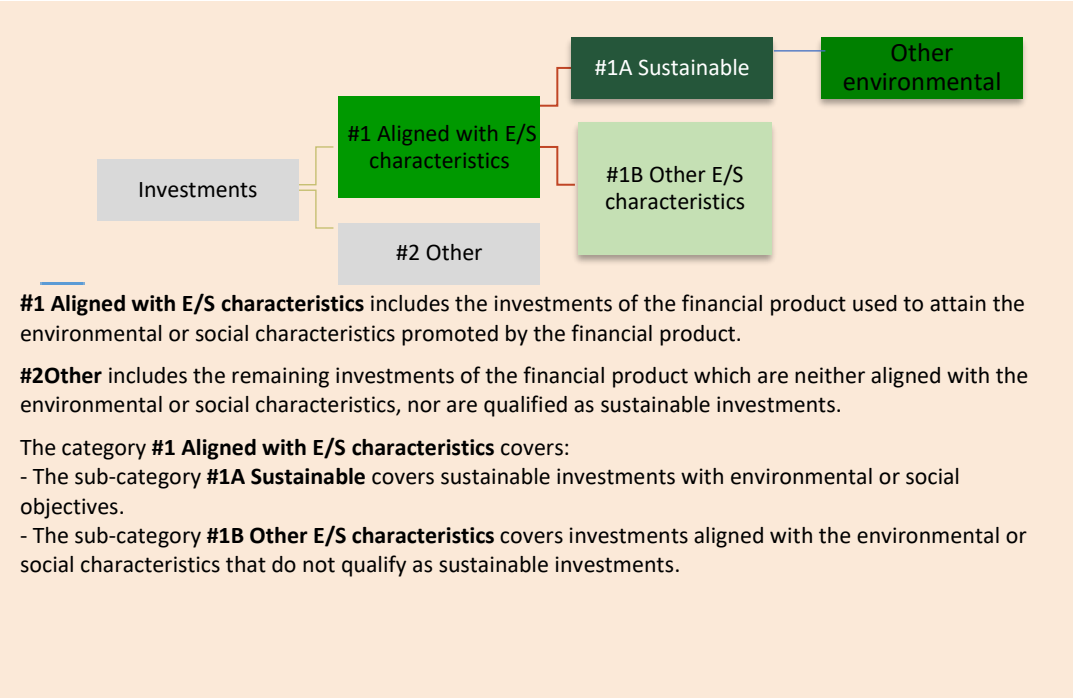 #1A Sustainable
Other
environmental
#1 Aligned with E/S
characteristics
#1B Other E/S
characteristics
Investments
#2 Other
#1 Aligned with E/S characteristics includes the investments of the financial product used to attain the
environmental or social characteristics promoted by the financial product.
#2Other includes the remaining investments of the financial product which are neither aligned with the
environmental or social characteristics, nor are qualified as sustainable investments.
The category #1 Aligned with E/S characteristics covers:
- The sub-category #1A Sustainable covers sustainable investments with environmental or social
objectives.
- The sub-category #1B Other E/S characteristics covers investments aligned with the environmental or
social characteristics that do not qualify as sustainable investments.